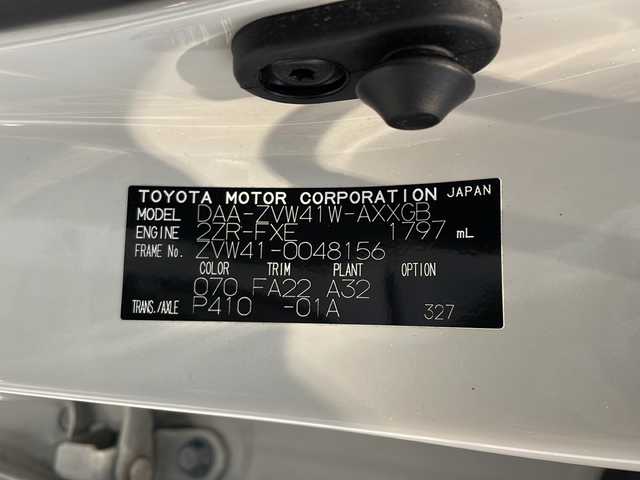 TOYOTA MOTOR CORPORATION JAPAN
MODEL DAA-ZVW41W-AXXGB
ENGINE 2ZR-FXE 1797 mL
FRAME No. ZVW41-0048156
COLOR TRIM PLANT OPTION
070 FA22 A32
TRANS./AXLE P410 -01A 327